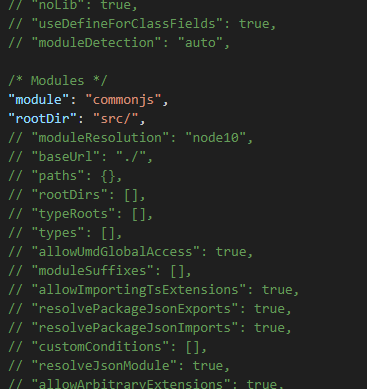 // "noLib": true,
// "useDefineForClassFields": true,
// "moduleDetection": "auto",
/* Modules */
"module": "commonjs",
"rootDir": "src/",
// "moduleResolution": "node10",
// "baseUrl": "./",
// "paths": {},
// "rootDirs": [],
// "typeRoots": [],
// "types": [],
// "allowUmdGlobalAccess": true,
// "moduleSuffixes": [],
// "allowImportingTsExtensions": true,
// "resolvePackageJsonExports": true,
// "resolvePackageJsonImports": true,
// "customConditions": [],
// "resolveJsonModule": true,
// "allowArbitraryExtensions": true,